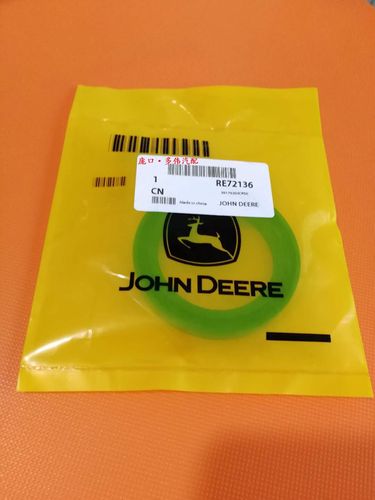 庞口·多伟汽配
1 RE72136
CN
Made in china JOHN DEERE
JOHN DEERE